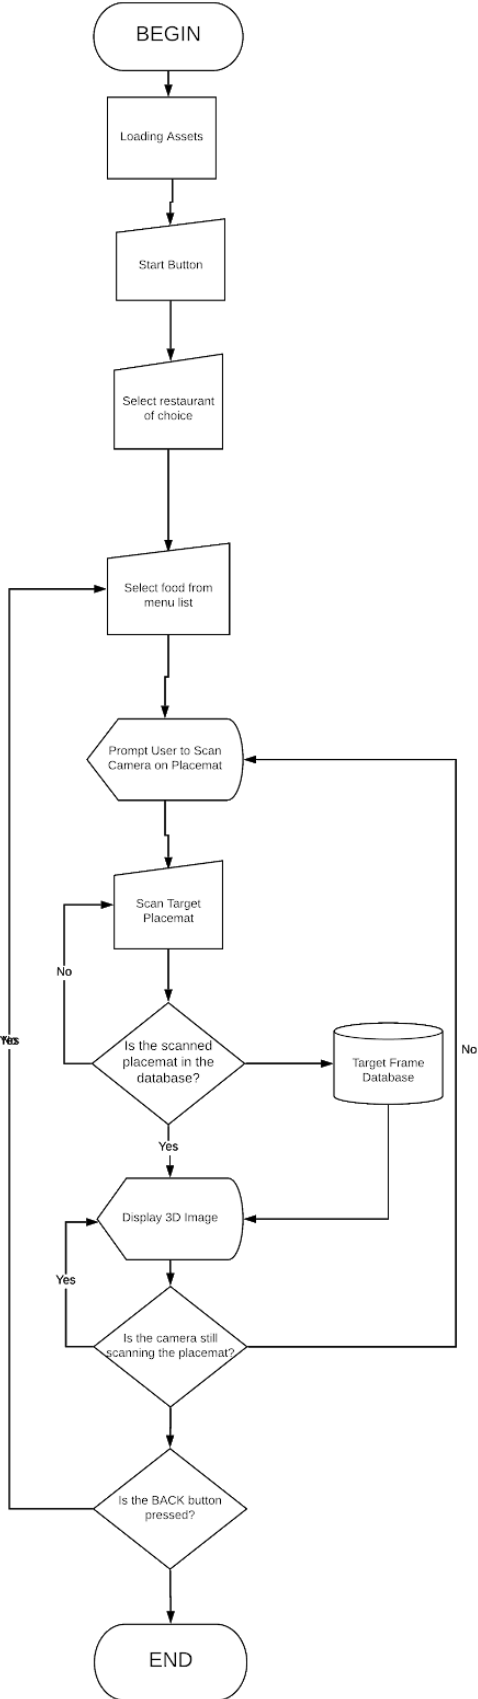 BEGIN
Loading Assets
Start Button
Select restaurant
of choice
Select food from
menu list
Prompt User to Scan
Camera on Placemat
Scan Target
Placemat
No
Is the scanned
placemat in the
database?
Target Frame
Database
No
Yes
Display 3D Image
Yes
Is the camera still
scanning the placemat?
Is the BACK button
pressed?
END